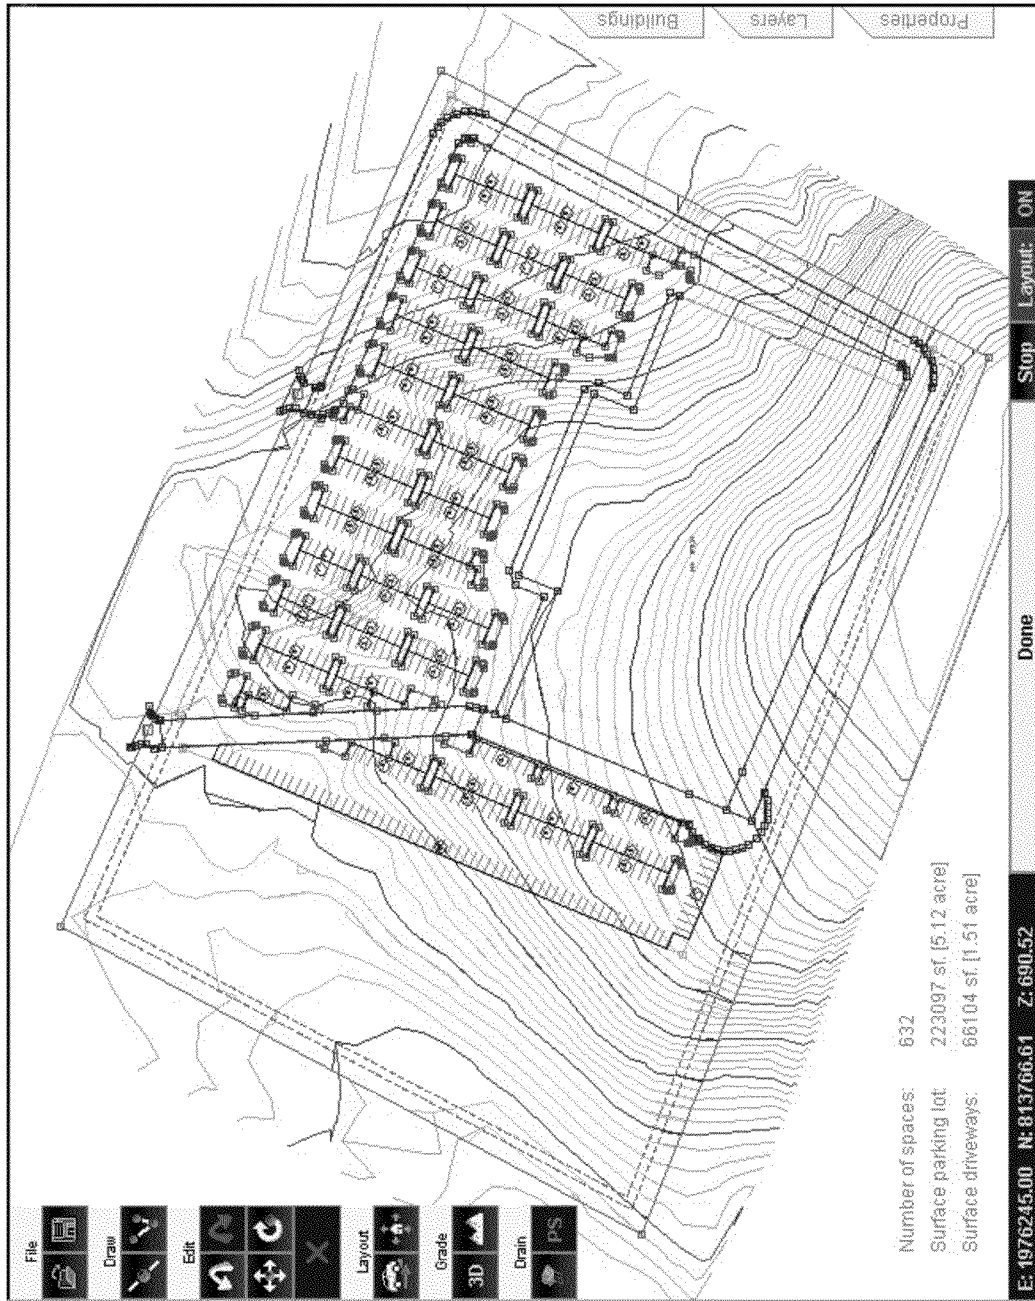 File
Draw
Edit
Layout
Grade
3D
Drain
PS
Buildings
Layers
Properties
Number of spaces: 632
Surface parking lot: 223097 sf. [5.12 acre]
Surface driveways: 66104 sf. [1.51 acre]
E: 1976245.00 N: 813766.61 Z: 690.52
Done
Stop
Layout: ON